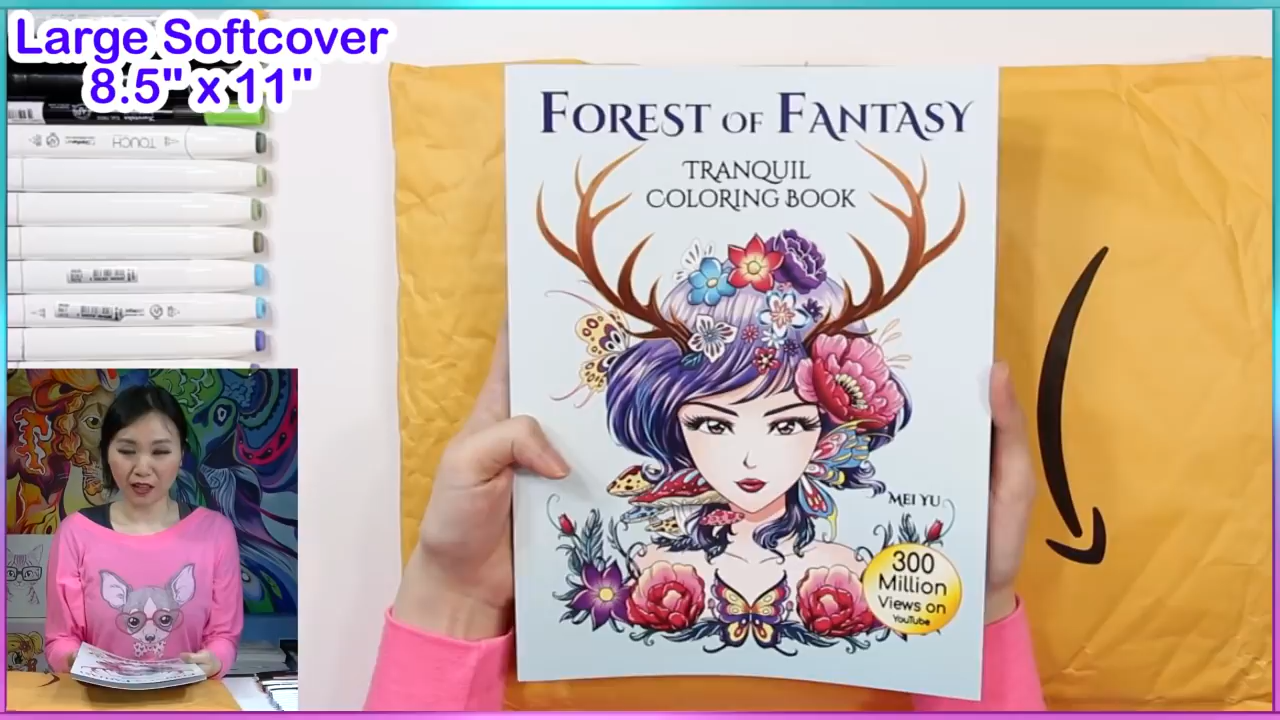 Large Softcover
8.5" x 11"
TOUCH
FOREST OF FANTASY
TRANQUIL
COLORING BOOK
MEI YU
300
Million
Views on
YouTube